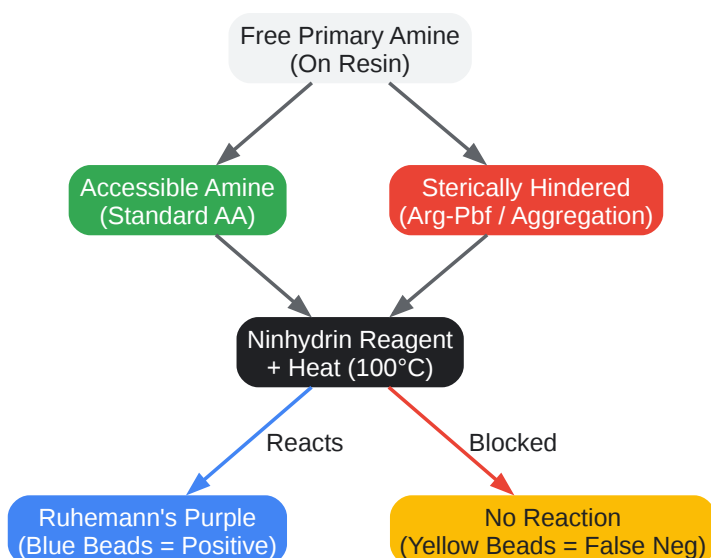 Free Primary Amine
(On Resin)
Accessible Amine
(Standard AA)
Sterically Hindered
(Arg-Pbf / Aggregation)
Ninhydrin Reagent
+ Heat (100°C)
Reacts
Blocked
Ruhemann's Purple
(Blue Beads = Positive)
No Reaction
(Yellow Beads = False Neg)